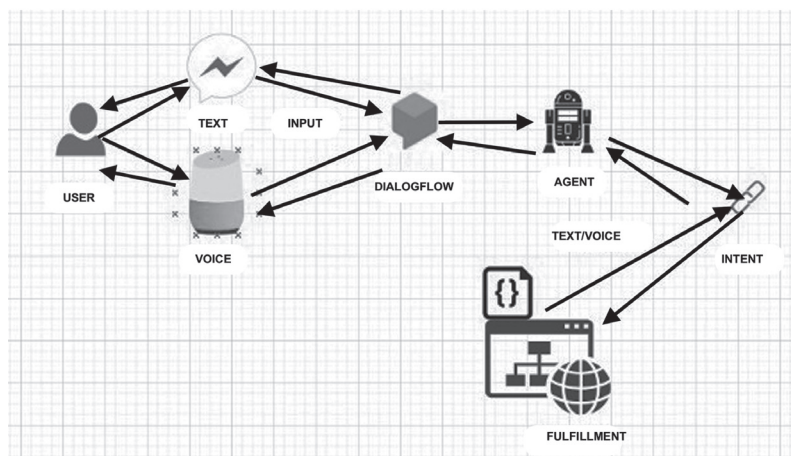 TEXT
INPUT
USER
DIALOGFLOW
AGENT
VOICE
TEXT/VOICE
INTENT
{}
FULFILLMENT